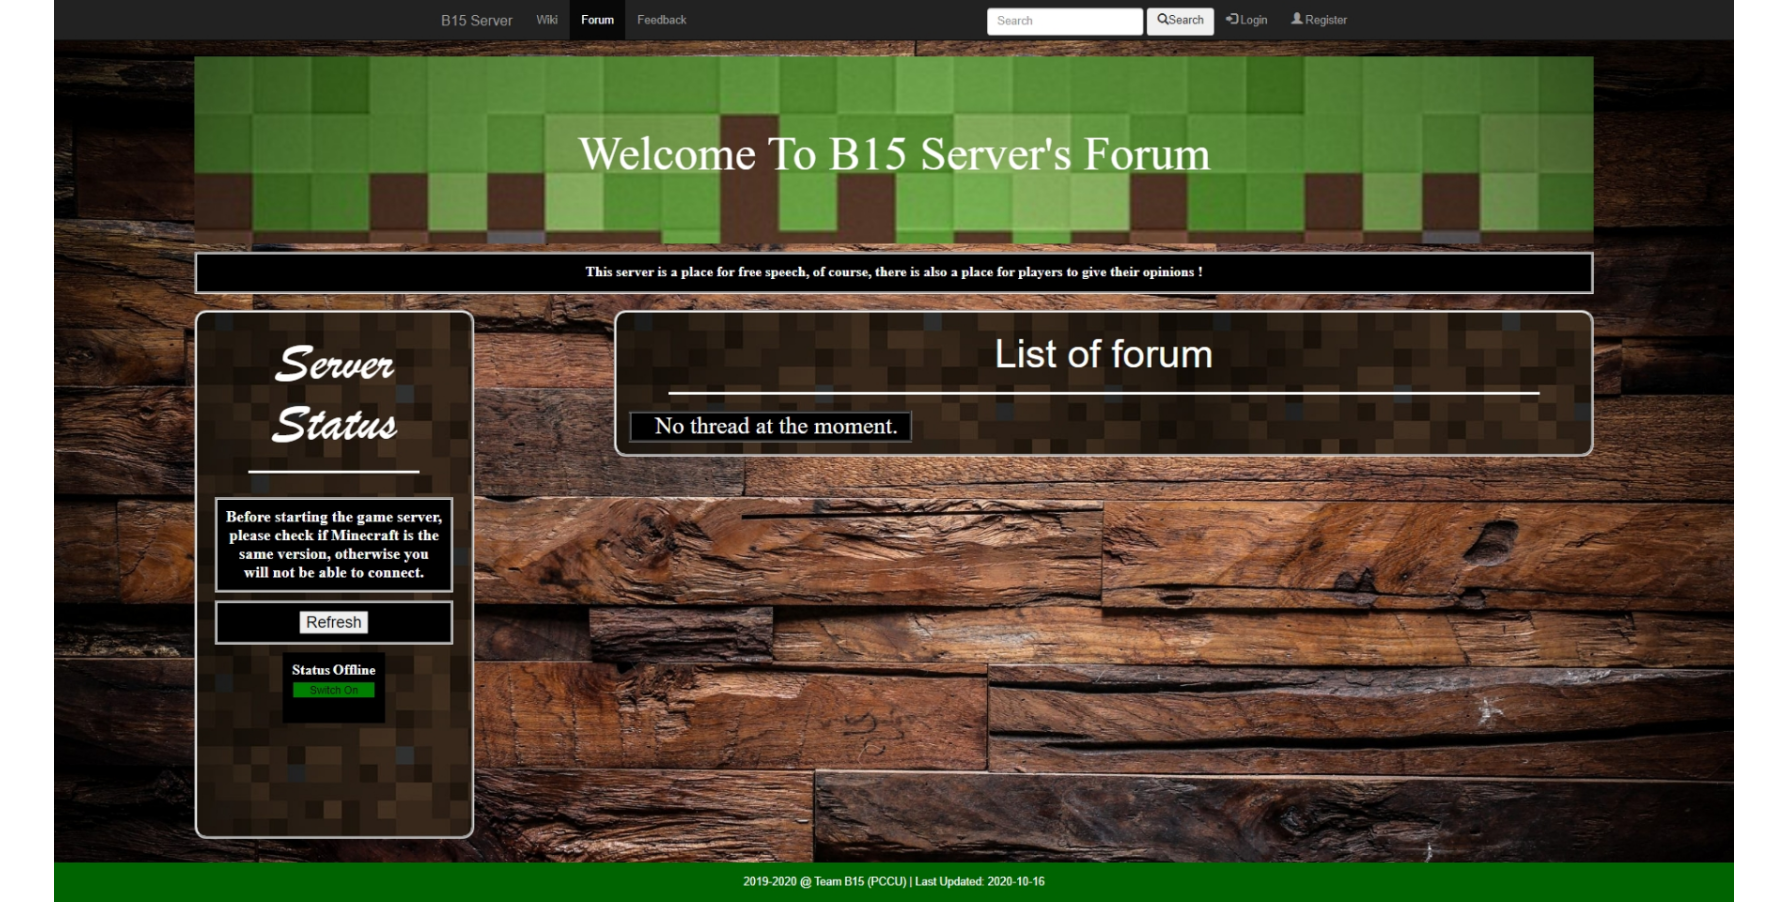 B15 Server Wiki Forum Feedback Search Search Login Register
Welcome To B15 Server's Forum
This server is a place for free speech, of course, there is also a place for players to give their opinions !
Server
Status
Before starting the game server,
please check if Minecraft is the
same version, otherwise you
will not be able to connect.
Refresh
Status Offline
Switch On
List of forum
No thread at the moment.
2019-2020 @ Team B15 (PCCU) | Last Updated: 2020-10-16